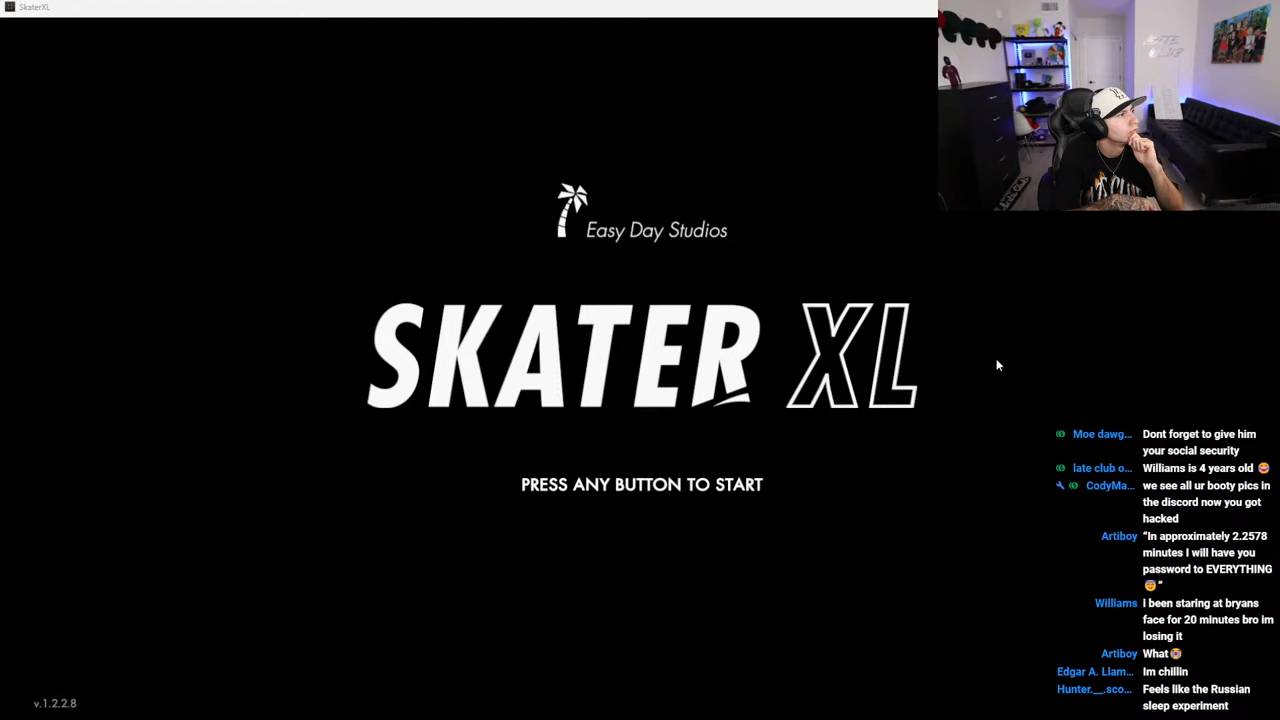 SkaterXL
Easy Day Studios
SKATER XL
PRESS ANY BUTTON TO START
v.1.2.2.8
Moe dawg... Dont forget to give him
your social security
late club o... Williams is 4 years old 🤩
CodyMa... we see all ur booty pics in
the discord now you got
hacked
Artiboy “In approximately 2.2578
minutes I will have you
password to EVERYTHING
😇”
Williams i been staring at bryans
face for 20 minutes bro im
losing it
Artiboy What😭
Edgar A. Llam... Im chillin
Hunter.__.sco... Feels like the Russian
sleep experiment